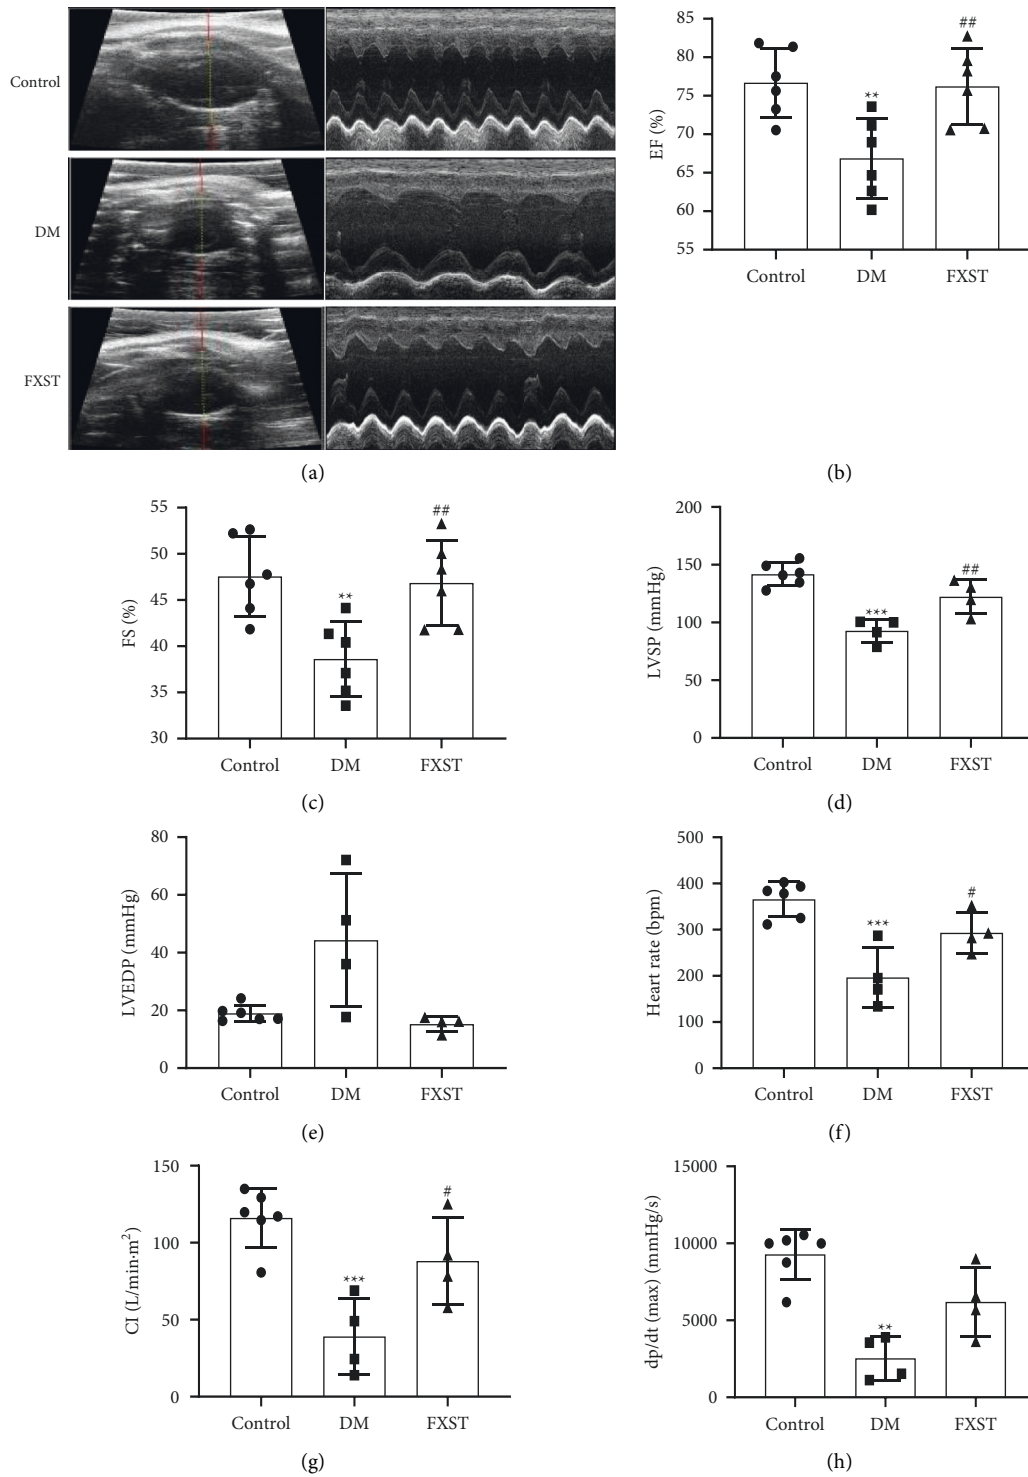 Control
DM
FXST
(a)
85
80
75
70
65
60
55
EF (%)
**
##
Control DM FXST
(b)
55
50
45
40
35
30
FS (%)
**
##
Control DM FXST
(c)
200
150
100
50
0
LVSP (mmHg)
***
##
Control DM FXST
(d)
80
60
40
20
0
LVEDP (mmHg)
Control DM FXST
(e)
500
400
300
200
100
0
Heart rate (bpm)
***
#
Control DM FXST
(f)
150
100
50
0
CI (L/min·m²)
***
#
Control DM FXST
(g)
15000
10000
5000
0
dp/dt (max) (mmHg/s)
**
Control DM FXST
(h)